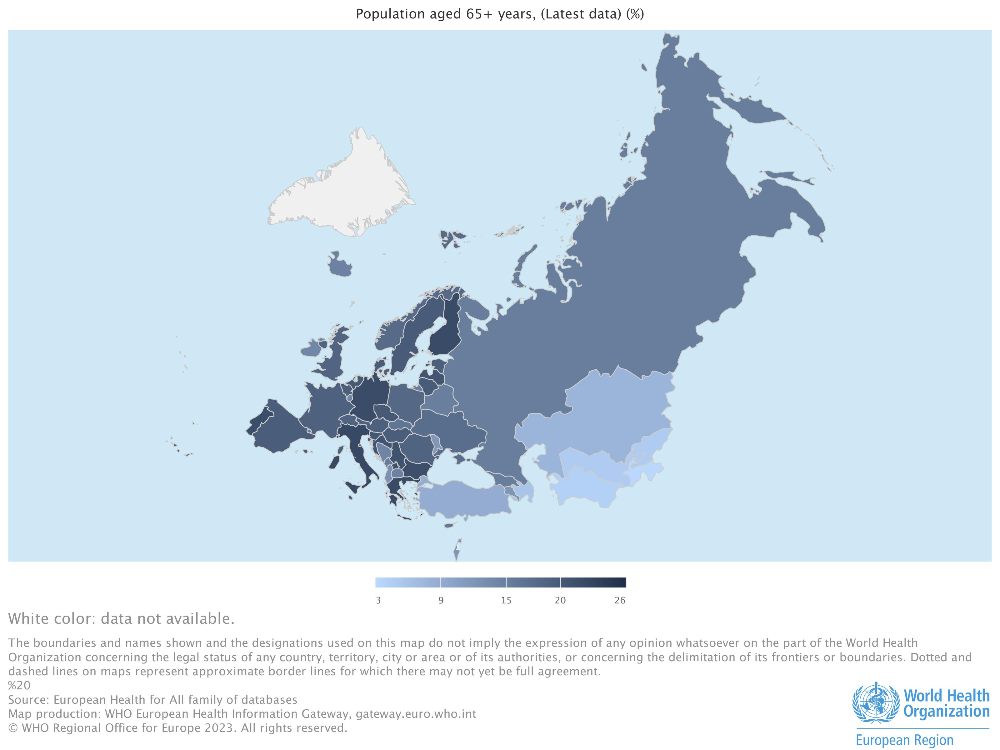 Population aged 65+ years, (Latest data) (%)
3 9 15 20 26
White color: data not available.
The boundaries and names shown and the designations used on this map do not imply the expression of any opinion whatsoever on the part of the World Health
Organization concerning the legal status of any country, territory, city or area or of its authorities, or concerning the delimitation of its frontiers or boundaries. Dotted and
dashed lines on maps represent approximate border lines for which there may not yet be full agreement.
%20
Source: European Health for All family of databases
Map production: WHO European Health Information Gateway, gateway.euro.who.int
© WHO Regional Office for Europe 2023. All rights reserved.
World Health
Organization
European Region